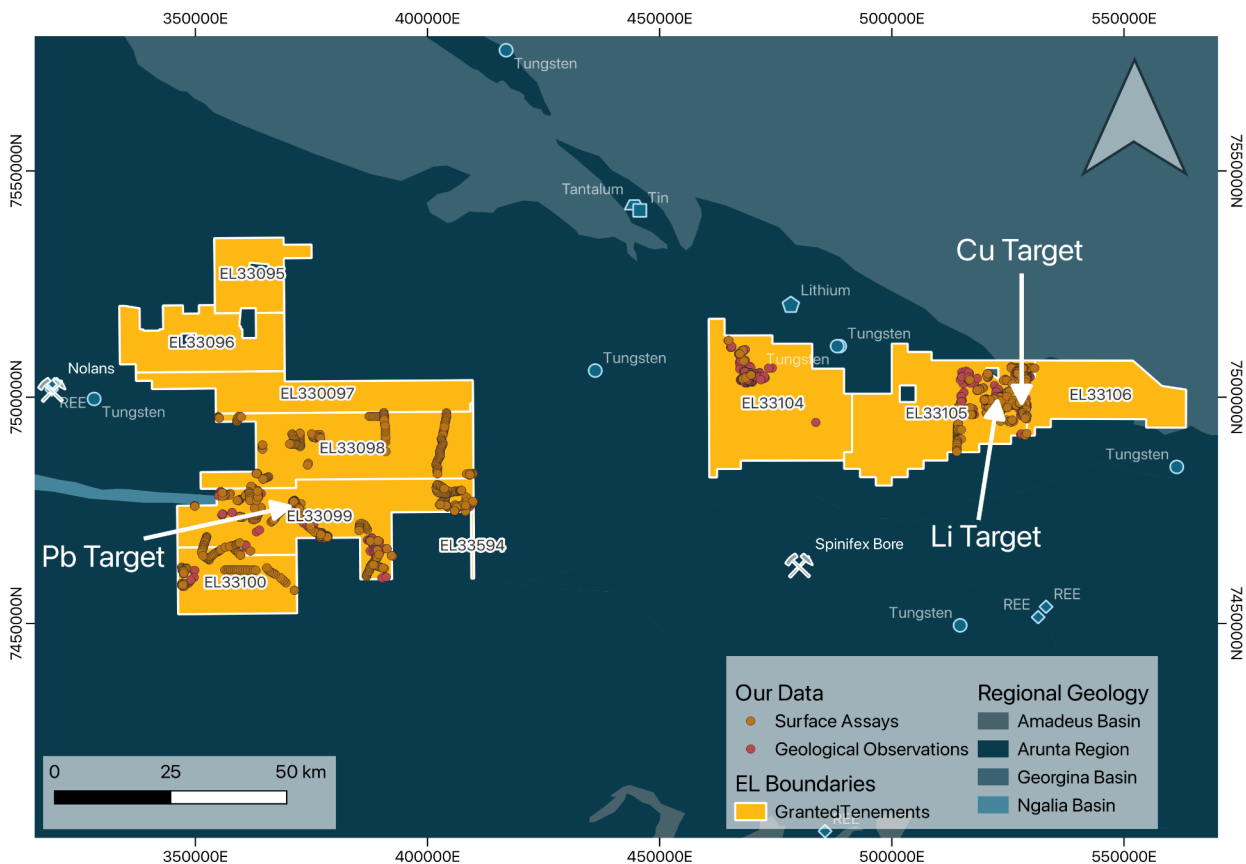 350000E
400000E
450000E
500000E
550000E
7550000N
7500000N
7450000N
7550000N
7500000N
7450000N
Tungsten
Tantalum
Tin
Cu Target
EL33095
Lithium
EL33096
Tungsten
Tungsten
Tungsten
Nolans
REE
Tungsten
EL330097
EL33104
EL33105
EL33106
EL33098
Tungsten
EL33099
Pb Target
EL33594
Li Target
Spinifex Bore
EL33100
REE
REE
Tungsten
Our Data
Surface Assays
Geological Observations
EL Boundaries
GrantedTenements
Regional Geology
Amadeus Basin
Arunta Region
Georgina Basin
Ngalia Basin
REE
0 25 50 km
350000E
400000E
450000E
500000E
550000E